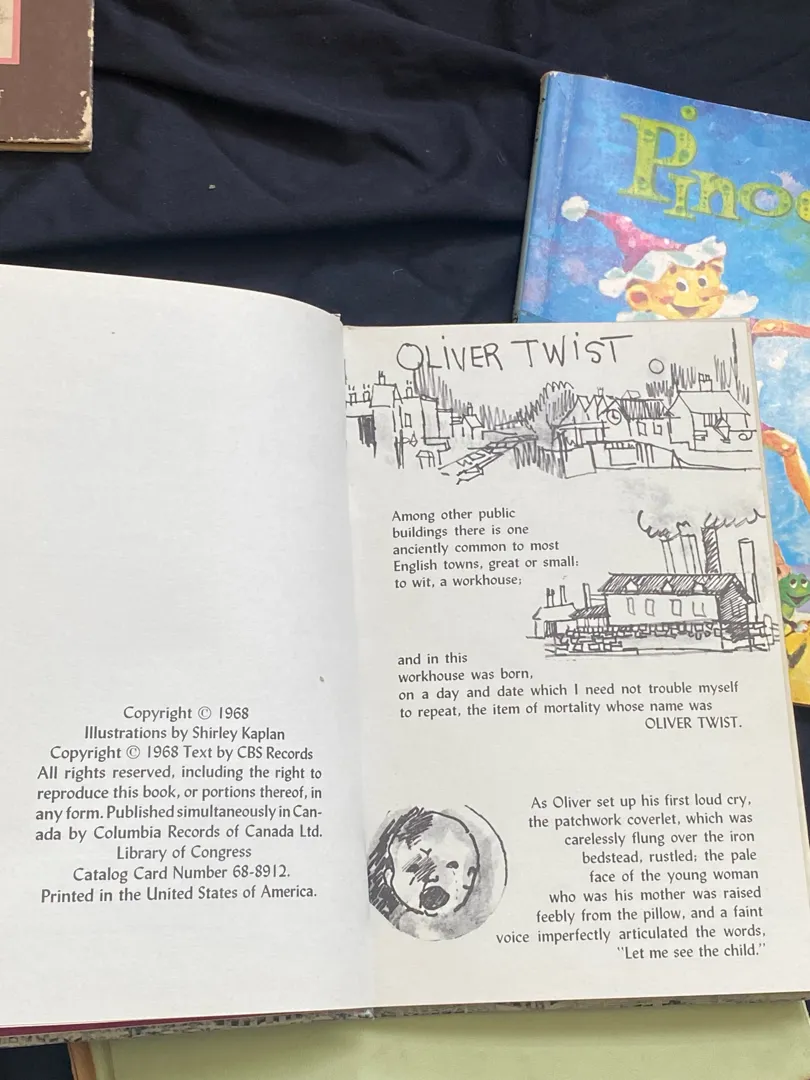 Pinoc
Copyright © 1968
Illustrations by Shirley Kaplan
Copyright © 1968 Text by CBS Records
All rights reserved, including the right to
reproduce this book, or portions thereof, in
any form. Published simultaneously in Can-
ada by Columbia Records of Canada Ltd.
Library of Congress
Catalog Card Number 68-8912.
Printed in the United States of America.
OLIVER TWIST
Among other public
buildings there is one
anciently common to most
English towns, great or small:
to wit, a workhouse;
and in this
workhouse was born,
on a day and date which I need not trouble myself
to repeat, the item of mortality whose name was
OLIVER TWIST.
As Oliver set up his first loud cry,
the patchwork coverlet, which was
carelessly flung over the iron
bedstead, rustled; the pale
face of the young woman
who was his mother was raised
feebly from the pillow, and a faint
voice imperfectly articulated the words,
"Let me see the child."